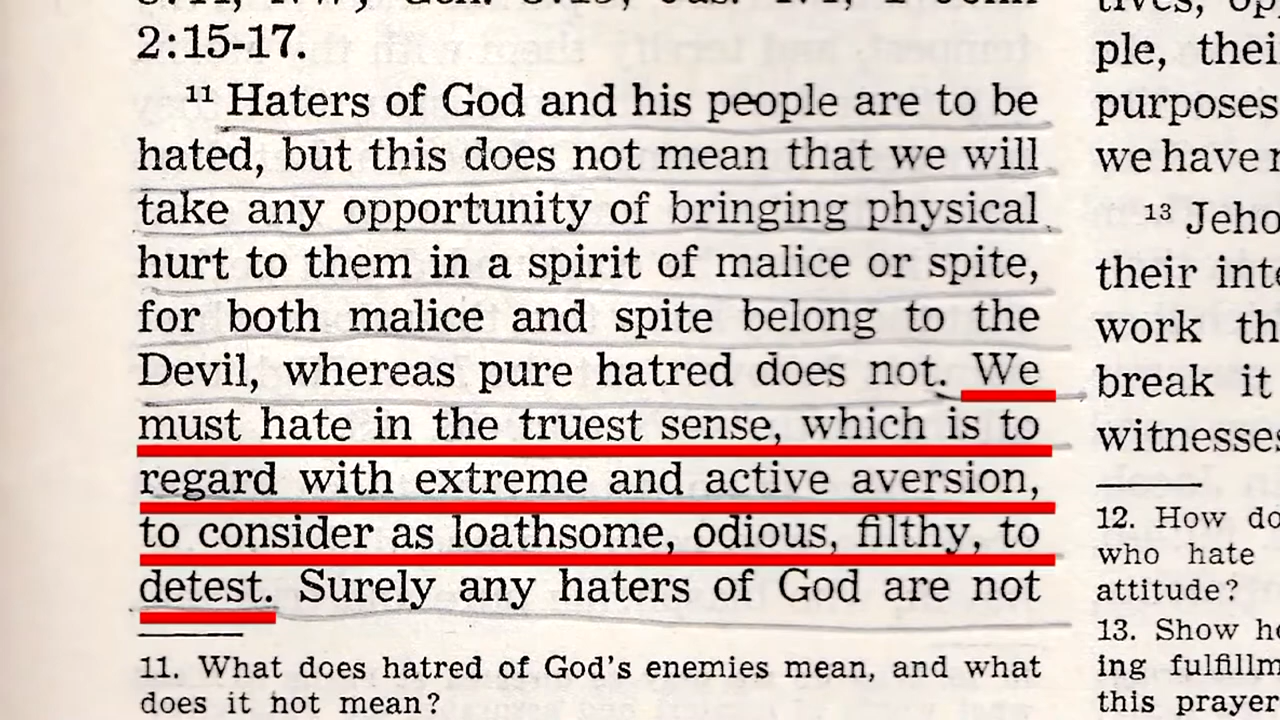 2:15-17.
¹¹ Haters of God and his people are to be
hated, but this does not mean that we will
take any opportunity of bringing physical
hurt to them in a spirit of malice or spite,
for both malice and spite belong to the
Devil, whereas pure hatred does not. We
must hate in the truest sense, which is to
regard with extreme and active aversion,
to consider as loathsome, odious, filthy, to
detest. Surely any haters of God are not
11. What does hatred of God's enemies mean, and what
does it not mean?
ple, thei
purposes
we have
¹³ Jeho
their int
work th
break it
witnesses
12. How do
who hate
attitude?
13. Show h
ing fulfillm
this prayer